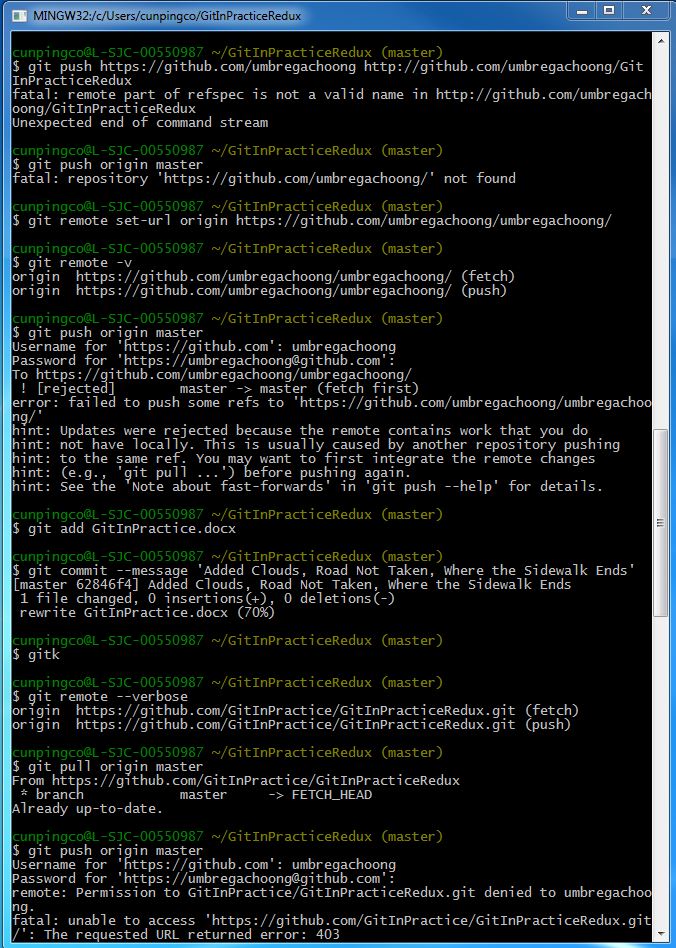 MINGW32:/c/Users/cunpingco/GitInPracticeRedux
cunpingco@L-SJC-00550987 ~/GitInPracticeRedux (master)
$ git push https://github.com/umbregachoong http://github.com/umbregachoong/Git
InPracticeRedux
fatal: remote part of refspec is not a valid name in http://github.com/umbregach
oong/GitInPracticeRedux
Unexpected end of command stream
cunpingco@L-SJC-00550987 ~/GitInPracticeRedux (master)
$ git push origin master
fatal: repository 'https://github.com/umbregachoong/' not found
cunpingco@L-SJC-00550987 ~/GitInPracticeRedux (master)
$ git remote set-url origin https://github.com/umbregachoong/umbregachoong/
cunpingco@L-SJC-00550987 ~/GitInPracticeRedux (master)
$ git remote -v
origin  https://github.com/umbregachoong/umbregachoong/ (fetch)
origin  https://github.com/umbregachoong/umbregachoong/ (push)
cunpingco@L-SJC-00550987 ~/GitInPracticeRedux (master)
$ git push origin master
Username for 'https://github.com': umbregachoong
Password for 'https://umbregachoong@github.com':
To https://github.com/umbregachoong/umbregachoong/
 ! [rejected]        master -> master (fetch first)
error: failed to push some refs to 'https://github.com/umbregachoong/umbregachoo
ng/'
hint: Updates were rejected because the remote contains work that you do
hint: not have locally. This is usually caused by another repository pushing
hint: to the same ref. You may want to first integrate the remote changes
hint: (e.g., 'git pull ...') before pushing again.
hint: See the 'Note about fast-forwards' in 'git push --help' for details.
cunpingco@L-SJC-00550987 ~/GitInPracticeRedux (master)
$ git add GitInPractice.docx
cunpingco@L-SJC-00550987 ~/GitInPracticeRedux (master)
$ git commit --message 'Added Clouds, Road Not Taken, Where the Sidewalk Ends'
[master 62846f4] Added Clouds, Road Not Taken, Where the Sidewalk Ends
 1 file changed, 0 insertions(+), 0 deletions(-)
 rewrite GitInPractice.docx (70%)
cunpingco@L-SJC-00550987 ~/GitInPracticeRedux (master)
$ gitk
cunpingco@L-SJC-00550987 ~/GitInPracticeRedux (master)
$ git remote --verbose
origin  https://github.com/GitInPractice/GitInPracticeRedux.git (fetch)
origin  https://github.com/GitInPractice/GitInPracticeRedux.git (push)
cunpingco@L-SJC-00550987 ~/GitInPracticeRedux (master)
$ git pull origin master
From https://github.com/GitInPractice/GitInPracticeRedux
 * branch            master     -> FETCH_HEAD
Already up-to-date.
cunpingco@L-SJC-00550987 ~/GitInPracticeRedux (master)
$ git push origin master
Username for 'https://github.com': umbregachoong
Password for 'https://umbregachoong@github.com':
remote: Permission to GitInPractice/GitInPracticeRedux.git denied to umbregachoo
ng.
fatal: unable to access 'https://github.com/GitInPractice/GitInPracticeRedux.git
/': The requested URL returned error: 403